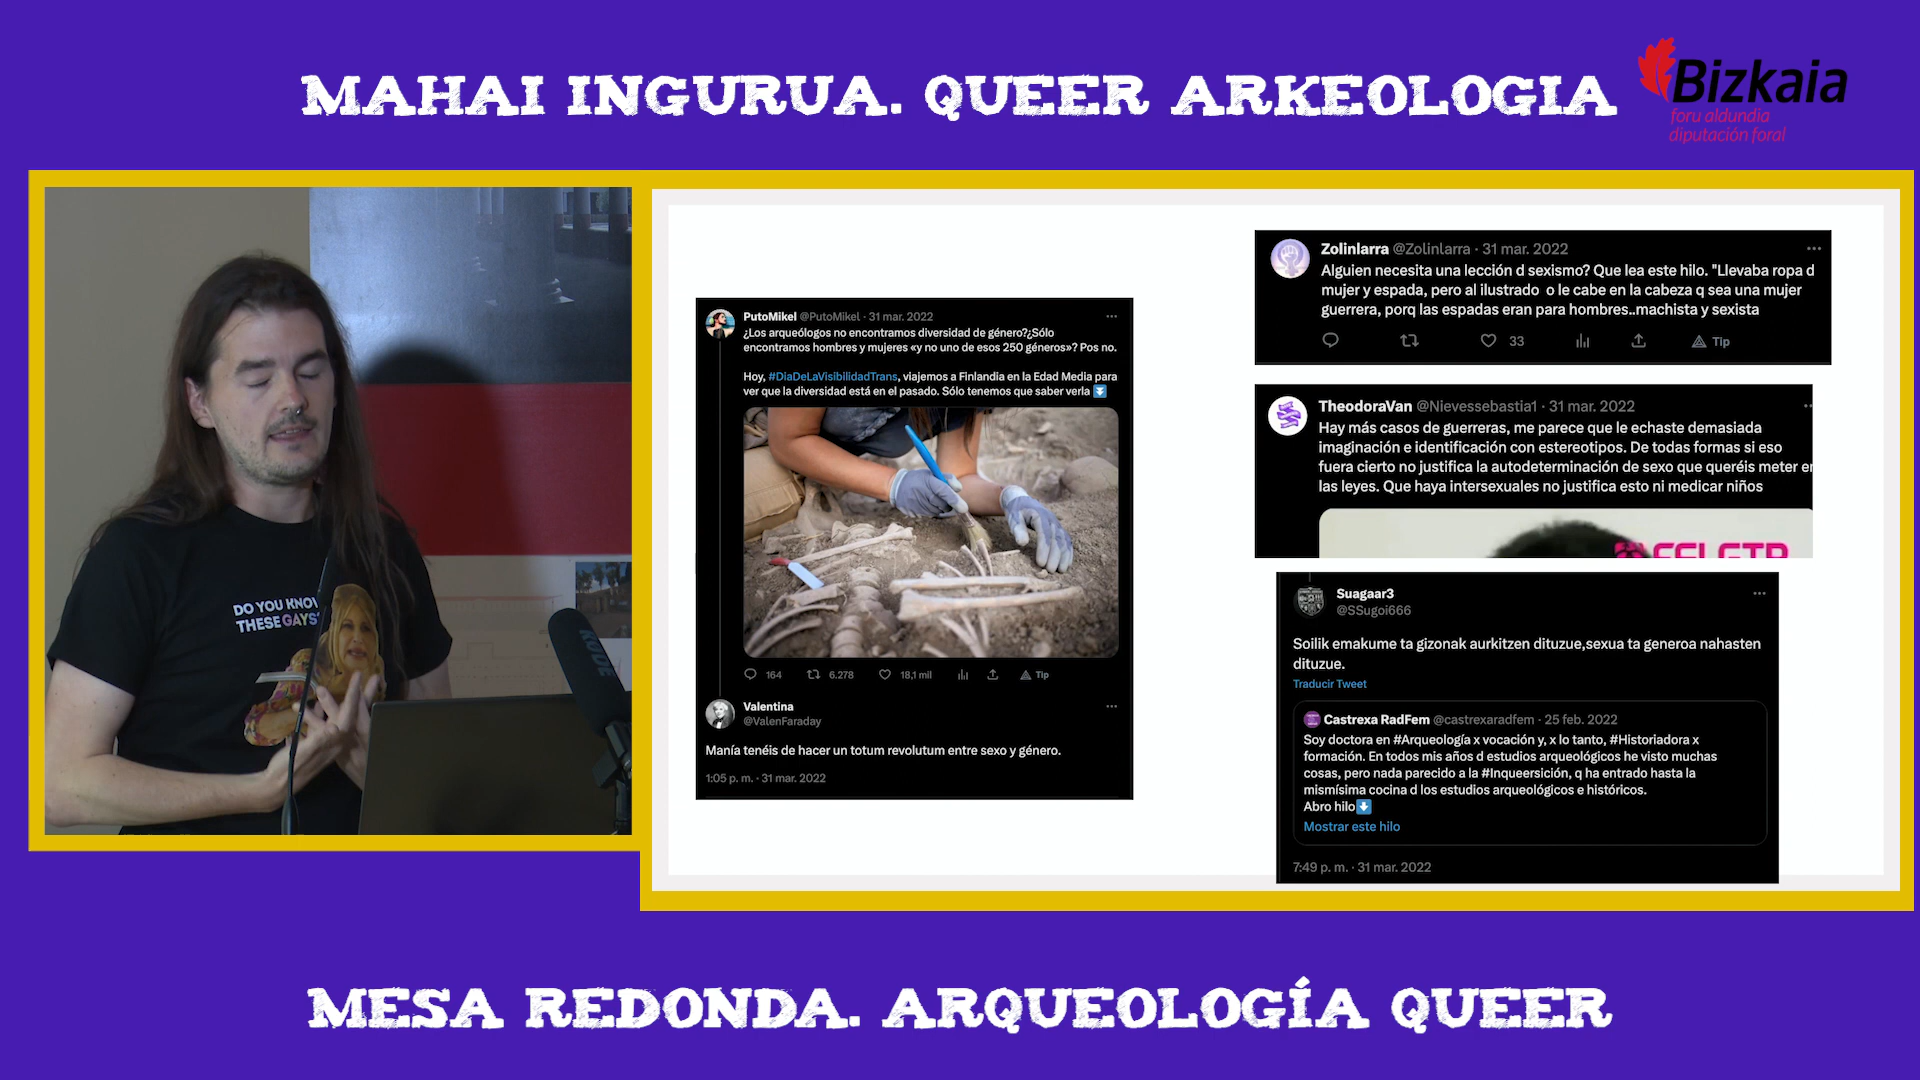 MAHAI INGURUA. QUEER ARKEOLOGIA
Bizkaia
foru aldundia
diputación foral
DO YOU KNOW
THESE GAYS
RODE
PutoMikel @PutoMikel · 31 mar. 2022
¿Los arqueólogos no encontramos diversidad de género?¿Sólo
encontramos hombres y mujeres «y no uno de esos 250 géneros»? Pos no.
Hoy, #DiaDeLaVisibilidadTrans, viajemos a Finlandia en la Edad Media para
ver que la diversidad está en el pasado. Sólo tenemos que saber verla
164 6.278 18,1 mil Tip
Valentina
@ValenFaraday
Manía tenéis de hacer un totum revolutum entre sexo y género.
1:05 p. m. · 31 mar. 2022
Zolinlarra @Zolinlarra · 31 mar. 2022
Alguien necesita una lección d sexismo? Que lea este hilo. "Llevaba ropa d
mujer y espada, pero al ilustrado o le cabe en la cabeza q sea una mujer
guerrera, porq las espadas eran para hombres..machista y sexista
33 Tip
TheodoraVan @Nievessebastia1 · 31 mar. 2022
Hay más casos de guerreras, me parece que le echaste demasiada
imaginación e identificación con estereotipos. De todas formas si eso
fuera cierto no justifica la autodeterminación de sexo que queréis meter en
las leyes. Que haya intersexuales no justifica esto ni medicar niños
Suagaar3
@SSugoi666
Soilik emakume ta gizonak aurkitzen dituzue,sexua ta generoa nahasten
dituzue.
Traducir Tweet
Castrexa RadFem @castrexaradfem · 25 feb. 2022
Soy doctora en #Arqueología x vocación y, x lo tanto, #Historiadora x
formación. En todos mis años d estudios arqueológicos he visto muchas
cosas, pero nada parecido a la #Inqueersición, q ha entrado hasta la
mismísima cocina d los estudios arqueológicos e históricos.
Abro hilo
Mostrar este hilo
7:49 p. m. · 31 mar. 2022
MESA REDONDA. ARQUEOLOGÍA QUEER